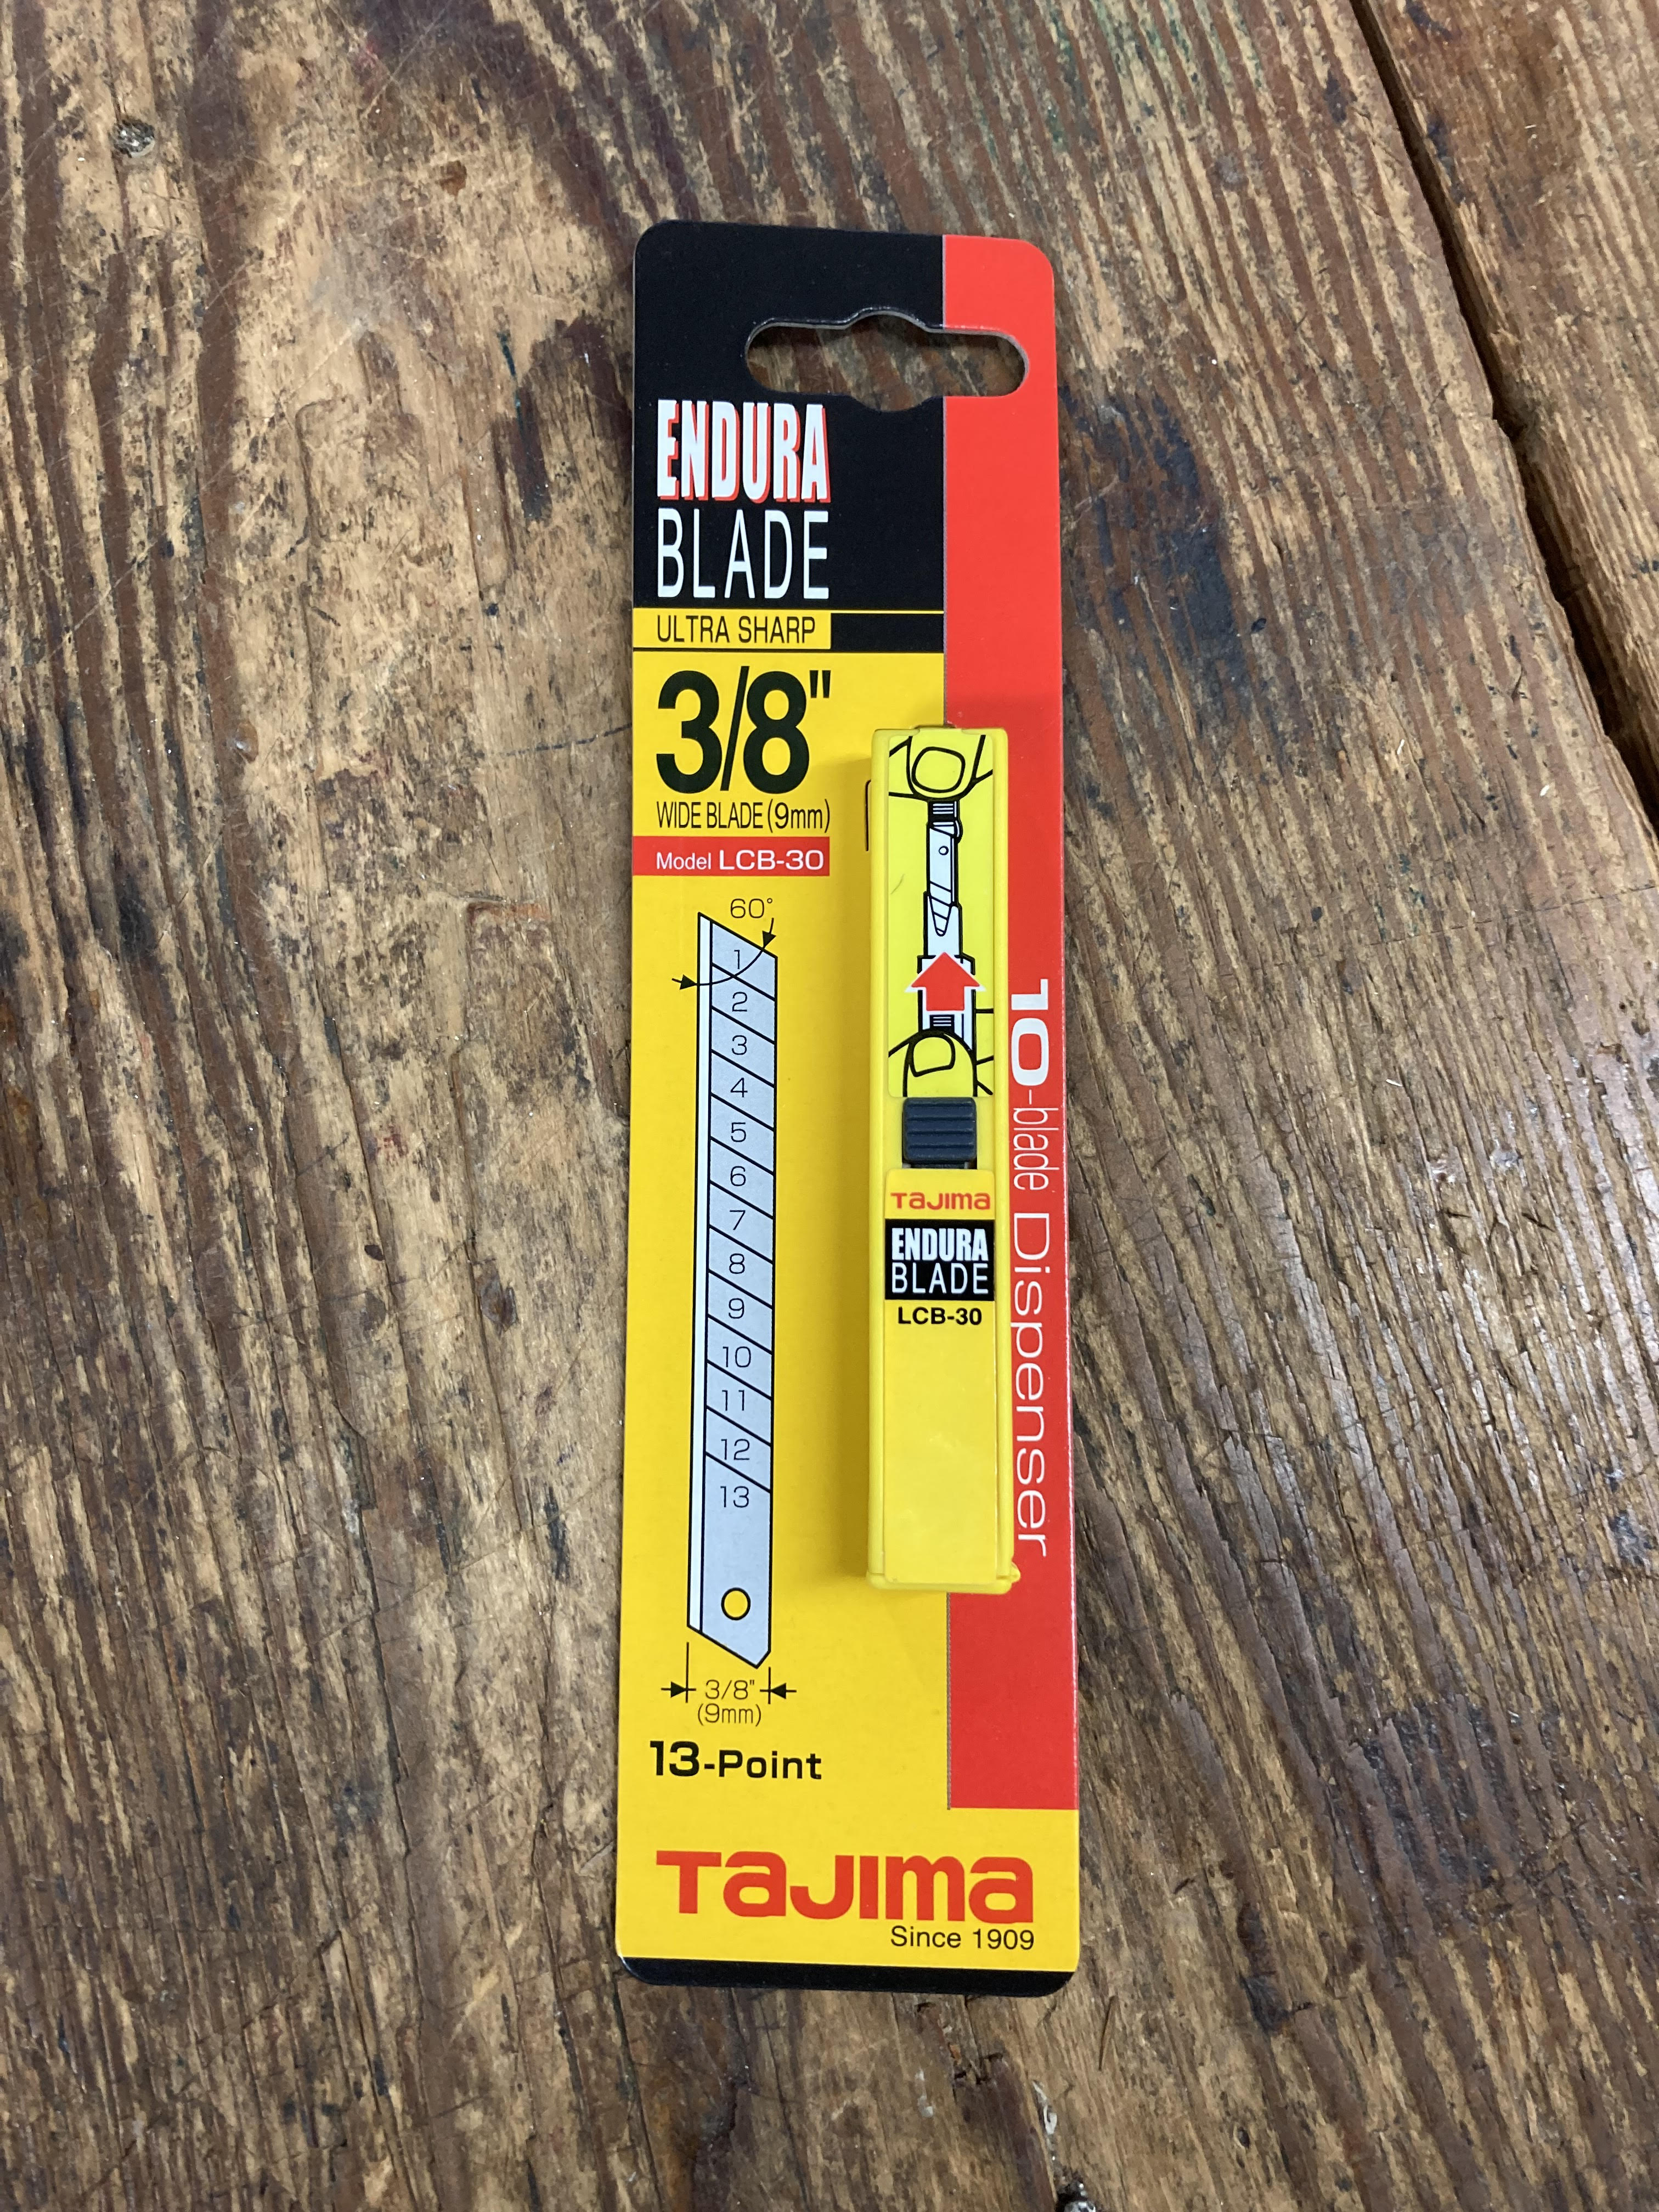 ENDURA
BLADE
ULTRA SHARP
3/8"
WIDE BLADE (9mm)
Model LCB-30
60°
1
2
3
4
5
6
7
8
9
10
11
12
13
3/8"
(9mm)
13-Point
TaJima
ENDURA
BLADE
LCB-30
10-blade Dispenser
TaJima
Since 1909